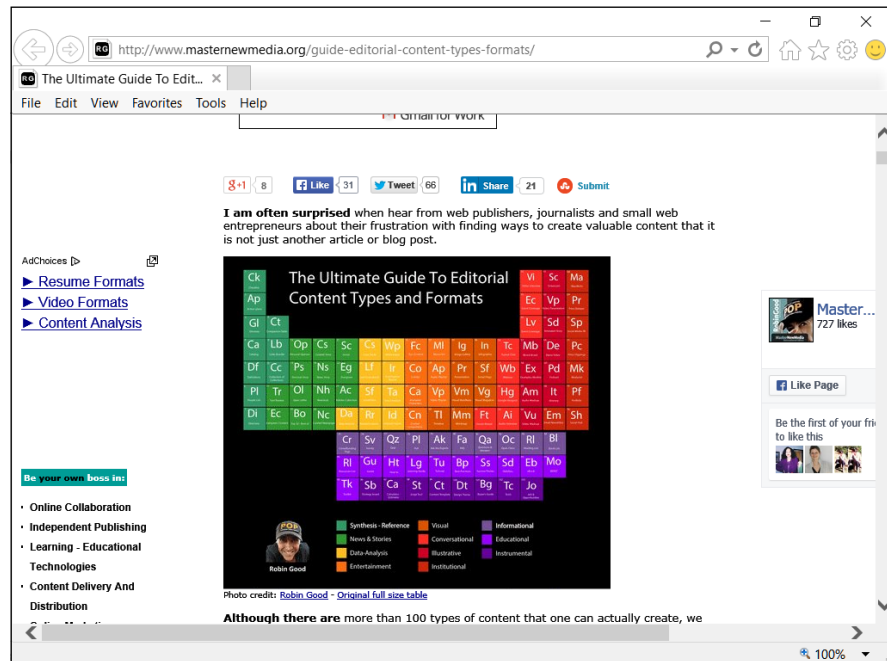 http://www.masternewmedia.org/guide-editorial-content-types-formats/
RG The Ultimate Guide To Edit...
File Edit View Favorites Tools Help
Gmail for Work
g+1 8 Like 31 Tweet 66 in Share 21 Submit
I am often surprised when hear from web publishers, journalists and small web
entrepreneurs about their frustration with finding ways to create valuable content that it
is not just another article or blog post.
AdChoices
► Resume Formats
► Video Formats
► Content Analysis
The Ultimate Guide To Editorial
Content Types and Formats
Ck Vi Sc Ma
Ap Ec Vp Pr
Gl Ct Lv Sd Sp
Ca Lb Op Cs Sc Cs Wp Fc MI Ig In Tc Mb De Pc
Df Cc Ps Ns Eg Lf Ir Co Ap Pr Sf Wb Ex Pd Mk
Pl Tr Ol Nh Ac Sf Ta Ca Vp Vm Vg Hg Am It Pf
Di Ec Bo Nc Da Rr Id Cn Tl Mm Ft Ai Vu Em Sh
Cr Sv Qz Pl Ak Fa Qa Oc Rl Bl
Rl Gu Ht Lg Tu Bp Ss Sd Eb Mo
Tk Sb Ca St Ct Dt Bg Tc Jo
POP
Robin Good
Synthesis - Reference
News & Stories
Data-Analysis
Entertainment
Visual
Conversational
Illustrative
Institutional
Informational
Educational
Instrumental
Photo credit: Robin Good - Original full size table
Although there are more than 100 types of content that one can actually create, we
Be your own boss in:
· Online Collaboration
· Independent Publishing
· Learning - Educational
Technologies
· Content Delivery And
Distribution
RobinGood
POP
Master...
727 likes
Like Page
Be the first of your frie
to like this
100%